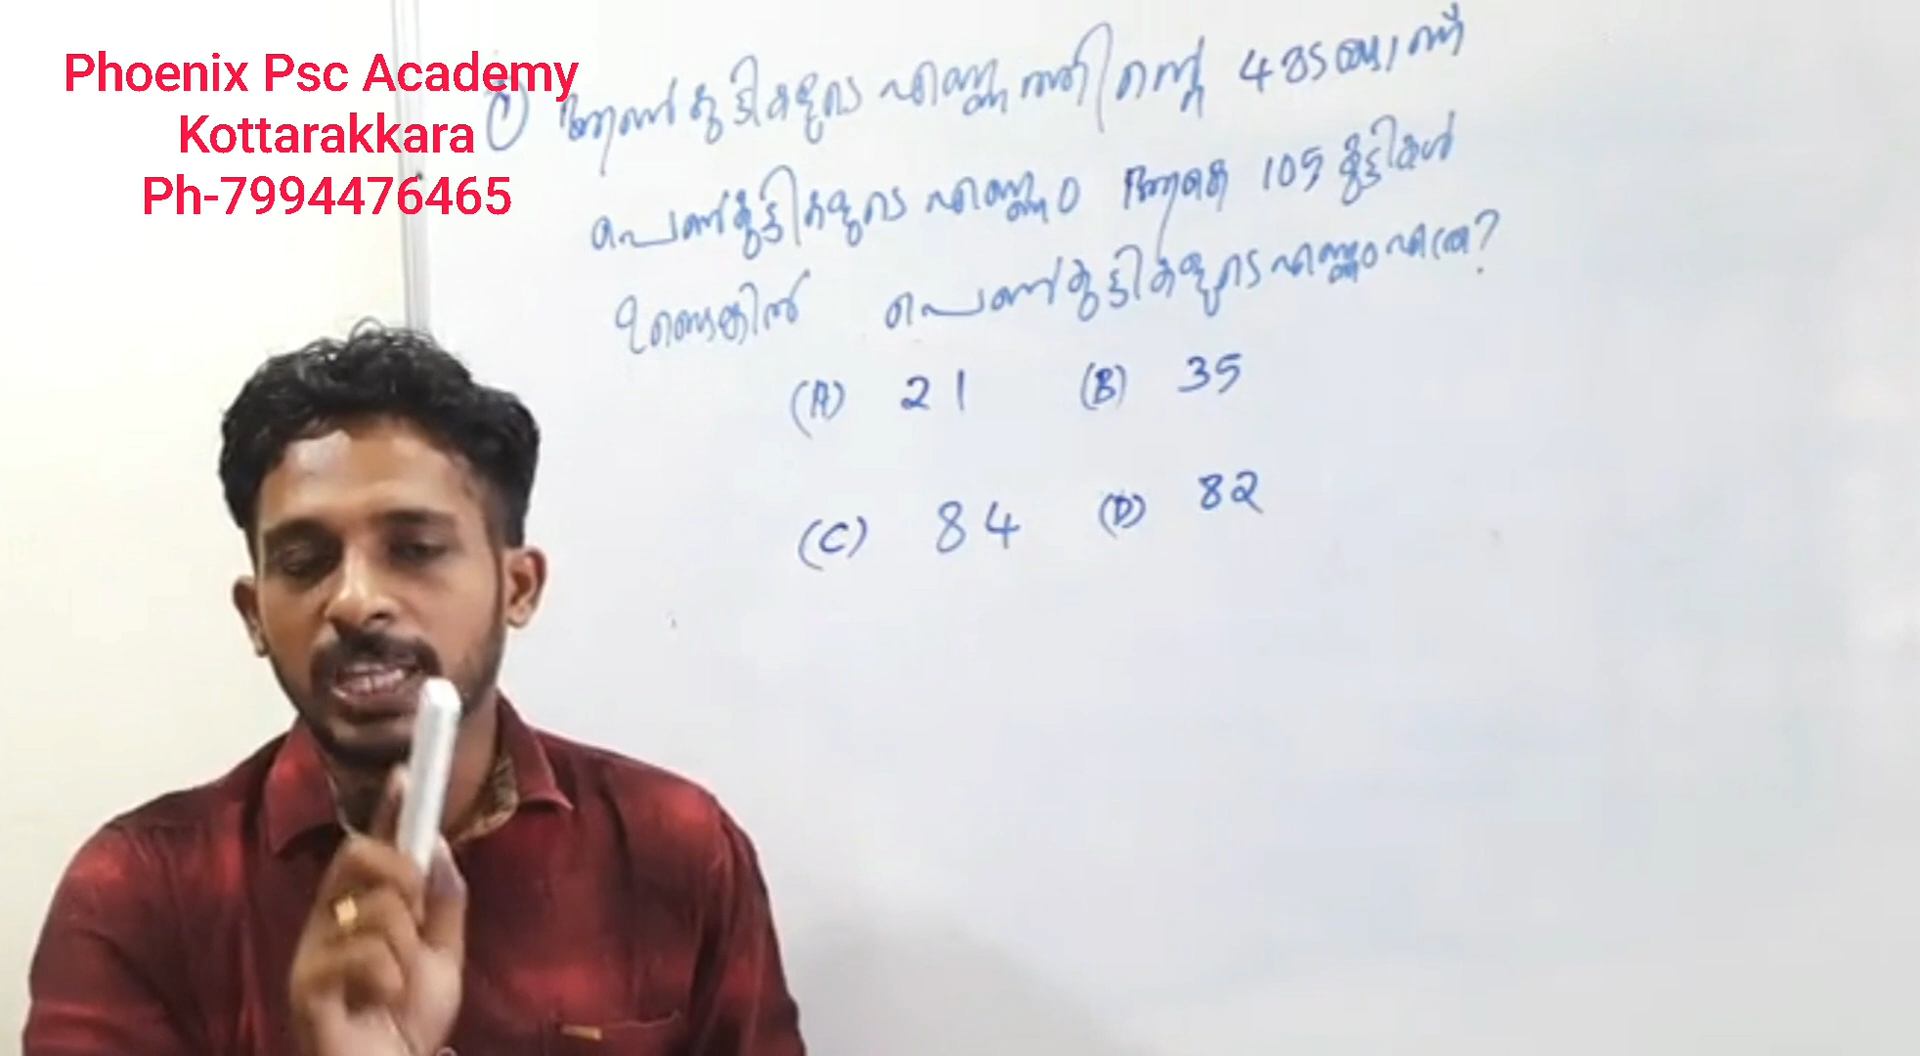 Phoenix Psc Academy
Kottarakkara
Ph-7994476465
ആൺകുട്ടികളുടെ എണ്ണത്തിന്റെ 4 മടങ്ങാണ്
പെൺകുട്ടികളുടെ എണ്ണം ആകെ 105 കുട്ടികൾ
ഉണ്ടെങ്കിൽ പെൺകുട്ടികളുടെ എണ്ണം എത്ര?
(A) 21 (B) 35
(C) 84 (D) 82